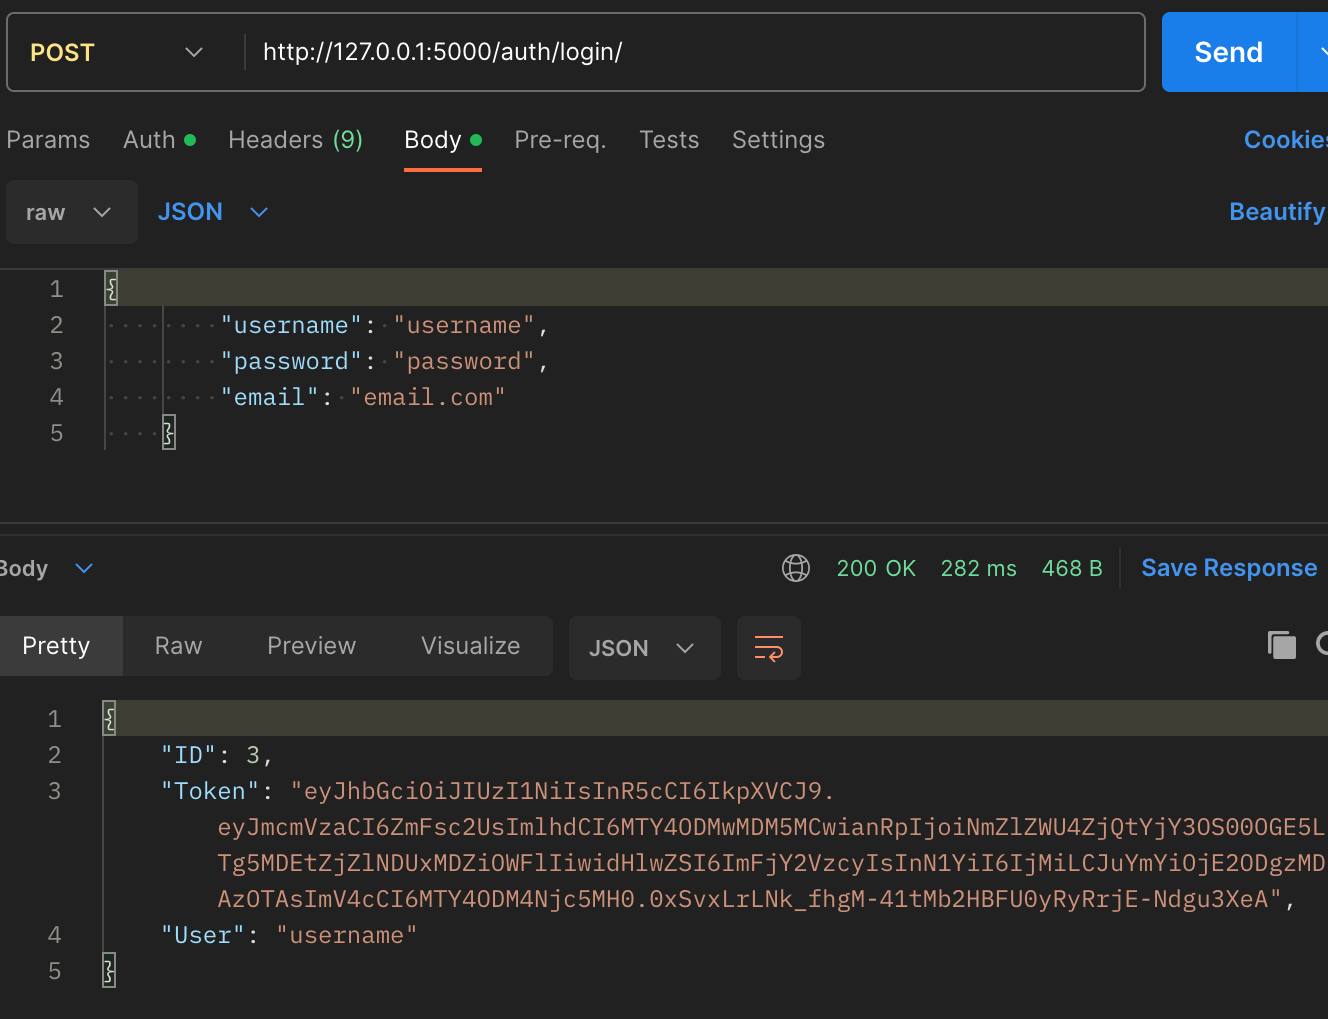 POST http://127.0.0.1:5000/auth/login/ Send
Params Auth Headers (9) Body Pre-req. Tests Settings Cookies
raw JSON Beautify
1 {
2 "username": "username",
3 "password": "password",
4 "email": "email.com"
5 }
Body 200 OK 282 ms 468 B Save Response
Pretty Raw Preview Visualize JSON
1 {
2 "ID": 3,
3 "Token": "eyJhbGciOiJIUzI1NiIsInR5cCI6IkpXVCJ9.
eyJmcmVzaCI6ZmFsc2UsImlhdCI6MTY4ODMwMDM5MCwianRpIjoiNmZlZWU4ZjQtYjY3OS00OGE5L
Tg5MDEtZjZlNDUxMDZiOWFlIiwidHlwZSI6ImFjY2VzcyIsInN1YiI6IjMiLCJuYmYiOjE2ODgzMD
AzOTAsImV4cCI6MTY4ODM4Njc5MH0.0xSvxLrLNk_fhgM-41tMb2HBFU0yRyRrjE-Ndgu3XeA",
4 "User": "username"
5 }